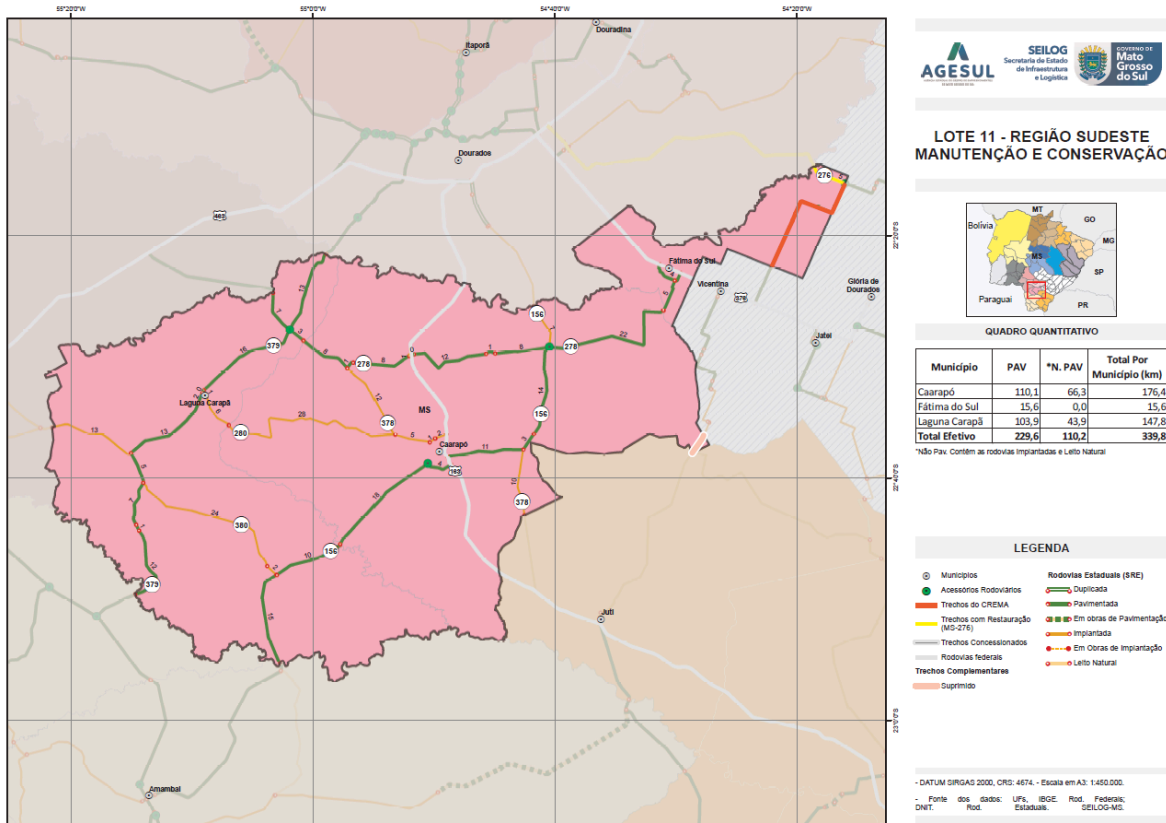 55°20'0"O
55°0'0"O
54°40'0"O
54°20'0"O
Douradina
Itaporã
Dourados
Fátima do Sul
Vicentina
Glória de
Dourados
Jateí
Laguna Carapã
MS
Caarapó
Juti
Amambai
276
156
278
379
278
378
280
156
163
378
380
156
379
376
22°20'0"S
22°40'0"S
23°0'0"S
AGESUL
SEILOG
Secretaria de Estado
de Infraestrutura
e Logística
GOVERNO DE
Mato
Grosso
do Sul
LOTE 11 - REGIÃO SUDESTE
MANUTENÇÃO E CONSERVAÇÃO
MT
GO
Bolívia
MG
MS
SP
Paraguai
PR
QUADRO QUANTITATIVO
Município PAV *N. PAV Total Por Município (km)
Caarapó 110,1 66,3 176,4
Fátima do Sul 15,6 0,0 15,6
Laguna Carapã 103,9 43,9 147,8
Total Efetivo 229,6 110,2 339,8
*Não Pav. Contém as rodovias Implantadas e Leito Natural
LEGENDA
Municípios
Acessórios Rodoviários
Trechos do CREMA
Trechos com Restauração
(MS-276)
Trechos Concessionados
Rodovias federais
Trechos Complementares
Suprimido
Rodovias Estaduais (SRE)
Duplicada
Pavimentada
Em obras de Pavimentação
Implantada
Em Obras de Implantação
Leito Natural
- DATUM SIRGAS 2000, CRS: 4674. - Escala em A3: 1:450.000.
- Fonte dos dados: UFs, IBGE. Rod. Federais;
DNIT. Rod. Estaduais. SEILOG-MS.